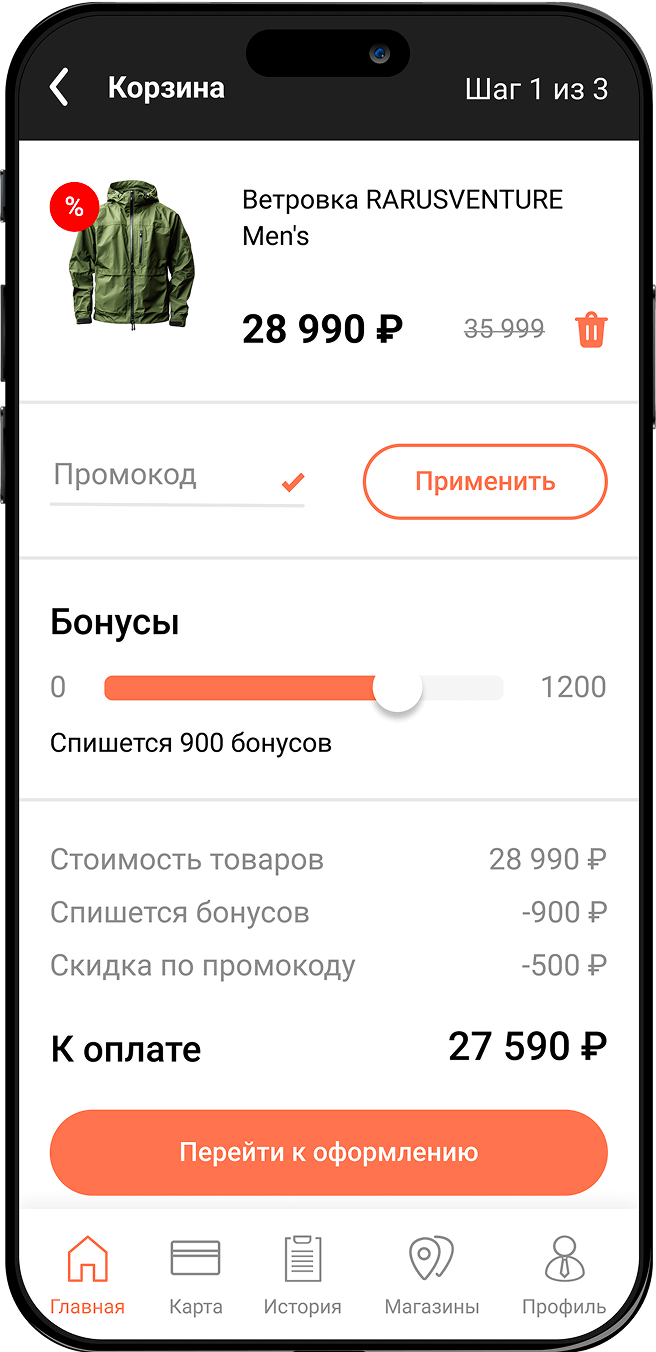 Корзина Шаг 1 из 3
%
Ветровка RARUSVENTURE
Men's
28 990 ₽ 35 999
Промокод Применить
Бонусы
0 1200
Спишется 900 бонусов
Стоимость товаров 28 990 ₽
Спишется бонусов -900 ₽
Скидка по промокоду -500 ₽
К оплате 27 590 ₽
Перейти к оформлению
Главная Карта История Магазины Профиль